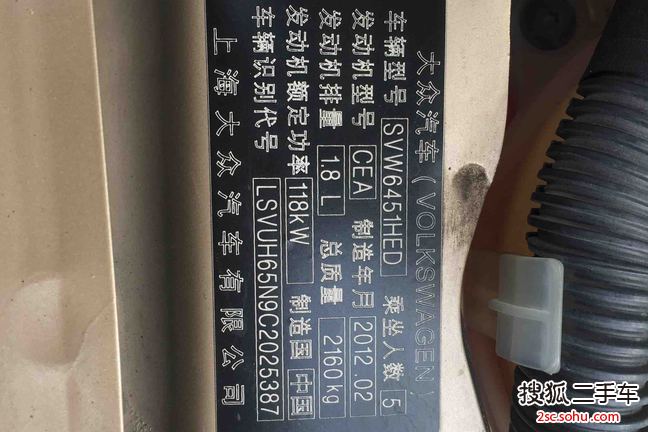 大众汽车(VOLKSWAGEN)
车辆型号 SVW6451HED 乘坐人数 5
发动机型号 CEA 制造年月 2012.02
发动机排量 1.8 L 总质量 2160kg
发动机额定功率 118kW 制造国 中国
车辆识别代号 LSVUH65N9C2025387
上海大众汽车有限公司
搜狐二手车
2sc.sohu.com